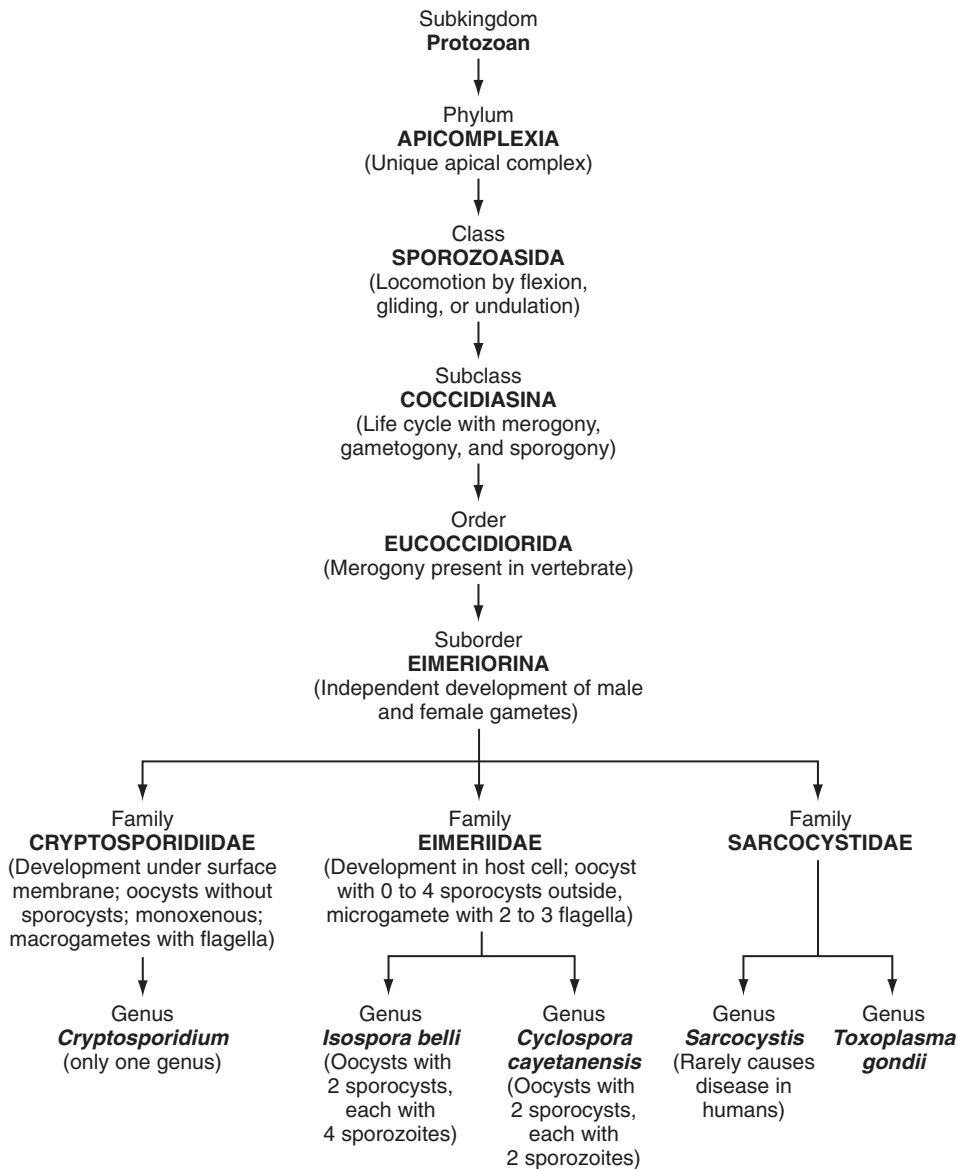 Subkingdom
Protozoan
Phylum
APICOMPLEXIA
(Unique apical complex)
Class
SPOROZOASIDA
(Locomotion by flexion,
gliding, or undulation)
Subclass
COCCIDIASINA
(Life cycle with merogony,
gametogony, and sporogony)
Order
EUCOCCIDIORIDA
(Merogony present in vertebrate)
Suborder
EIMERIORINA
(Independent development of male
and female gametes)
Family
CRYPTOSPORIDIIDAE
(Development under surface
membrane; oocysts without
sporocysts; monoxenous;
macrogametes with flagella)
Family
EIMERIIDAE
(Development in host cell; oocyst
with 0 to 4 sporocysts outside,
microgamete with 2 to 3 flagella)
Family
SARCOCYSTIDAE
Genus
Cryptosporidium
(only one genus)
Genus
Isospora belli
(Oocysts with
2 sporocysts,
each with
4 sporozoites)
Genus
Cyclospora
cayetanensis
(Oocysts with
2 sporocysts,
each with
2 sporozoites)
Genus
Sarcocystis
(Rarely causes
disease in
humans)
Genus
Toxoplasma
gondii